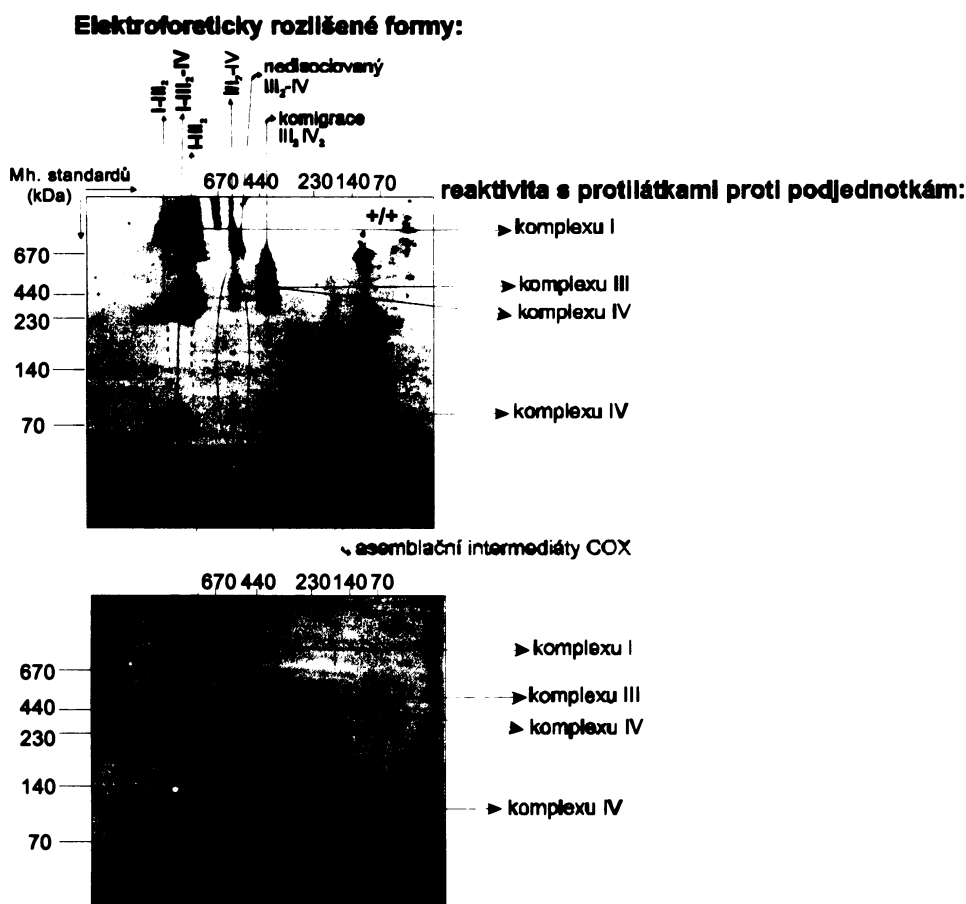 Elektroforeticky rozlišené formy:
I-III₂
I-III₂-IV
I-III₂
III₂-IV
nedisociovaný
III₂-IV
komigrace
III₂ IV₂
Mh. standardů
(kDa)
670 440 230 140 70
reaktivita s protilátkami proti podjednotkám:
+/+
komplexu I
670
komplexu III
440
komplexu IV
230
140
komplexu IV
70
asemblační intermediáty COX
670 440 230 140 70
komplexu I
670
komplexu III
440
komplexu IV
230
140
komplexu IV
70